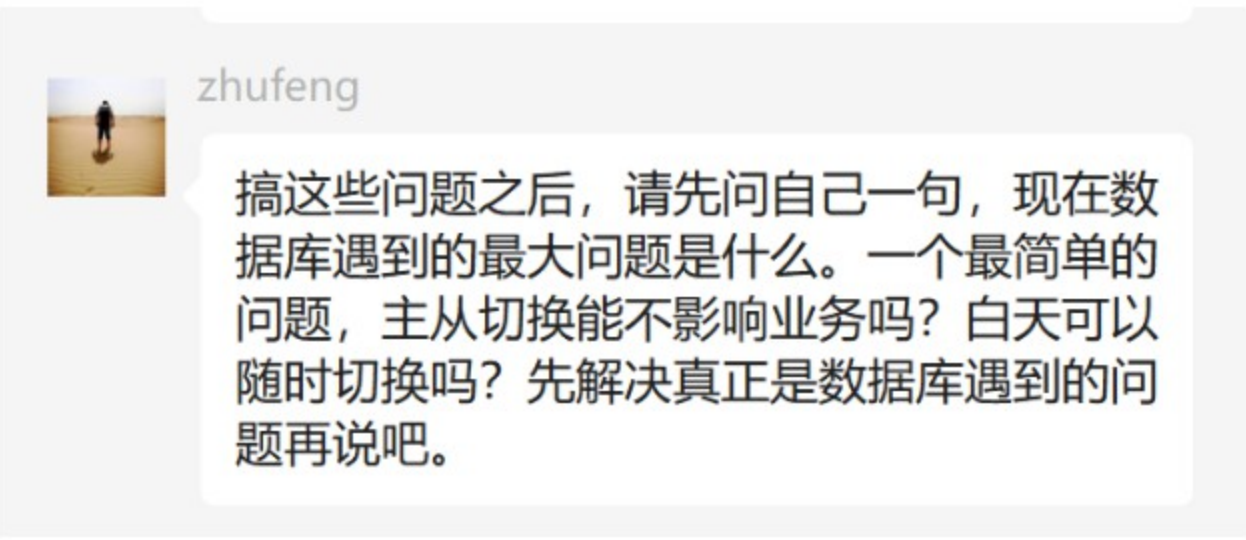 zhufeng
搞这些问题之后，请先问自己一句，现在数
据库遇到的最大问题是什么。一个最简单的
问题，主从切换能不影响业务吗？白天可以
随时切换吗？先解决真正是数据库遇到的问
题再说吧。